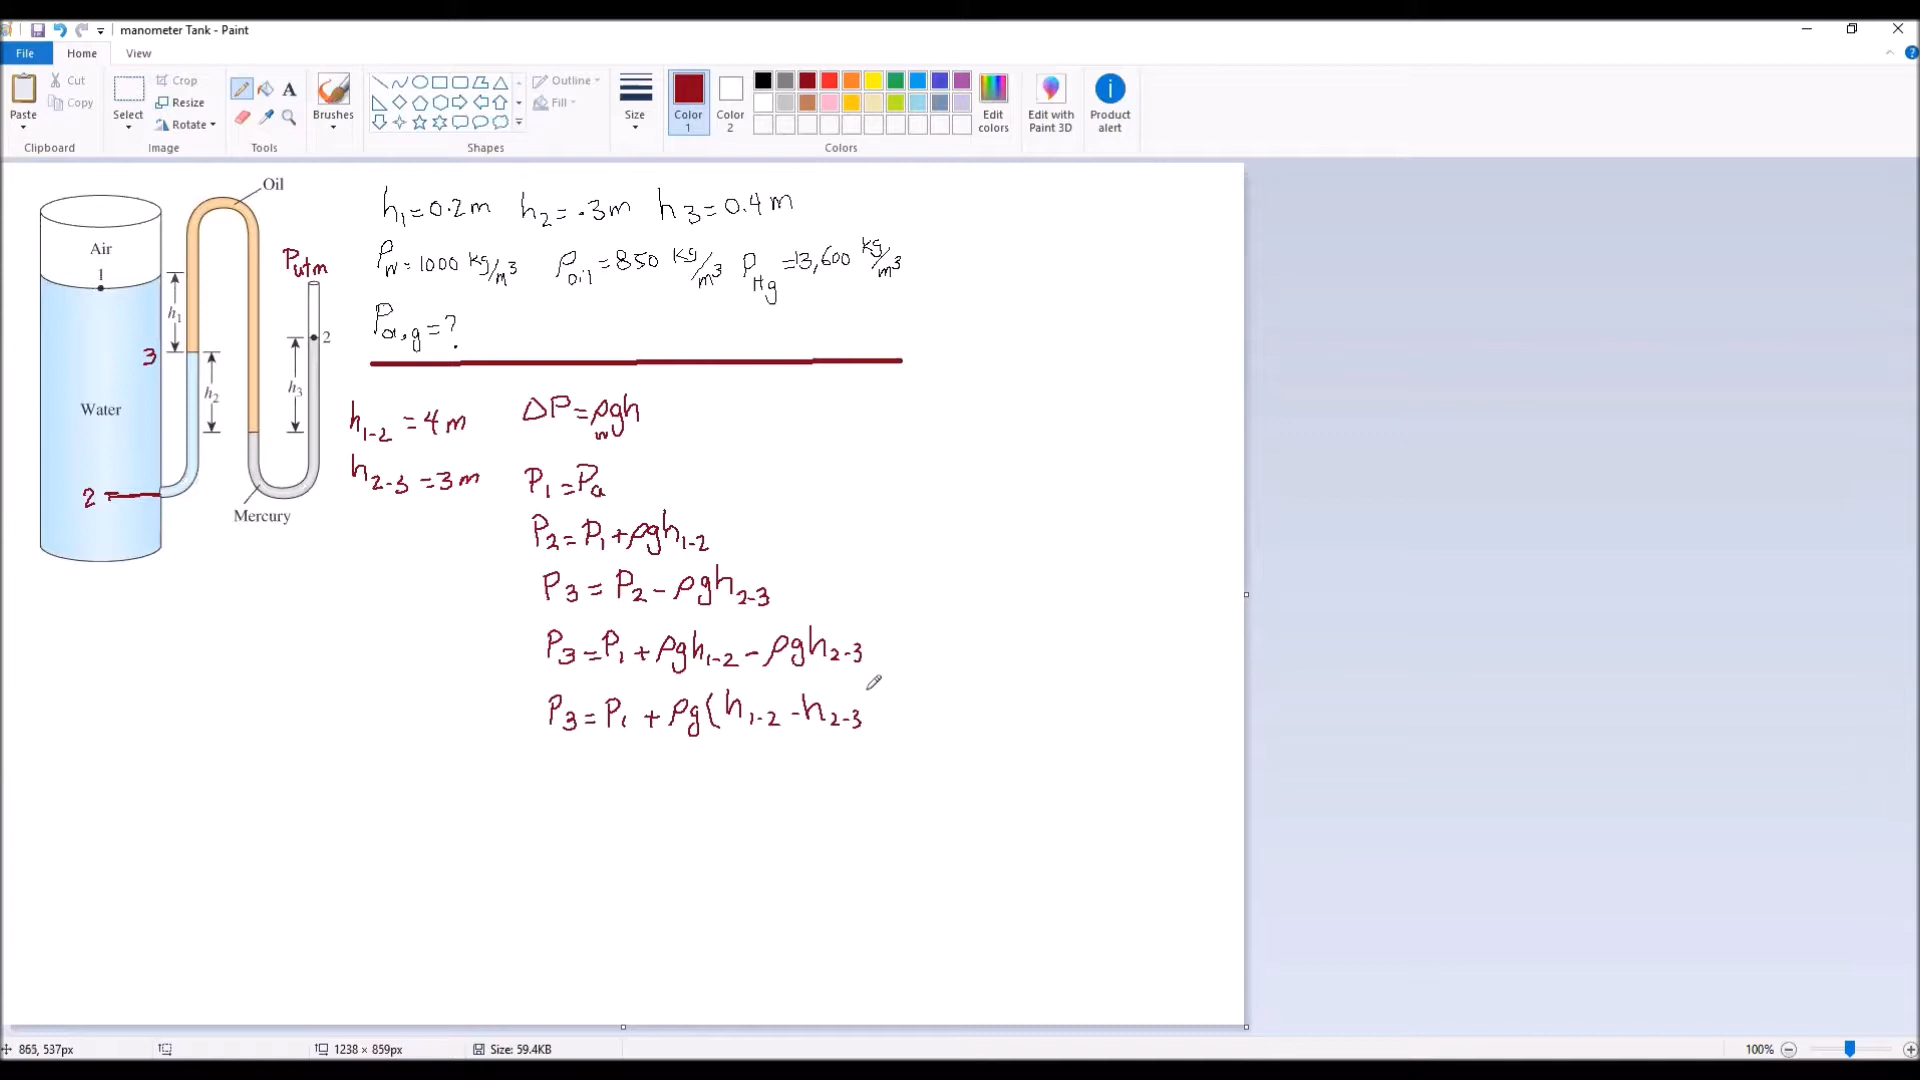 manometer Tank - Paint
File Home View
Paste Cut Copy Clipboard
Select Crop Resize Rotate Image
Tools
Brushes
Outline Fill Shapes
Size
Color 1 Color 2 Colors
Edit colors
Edit with Paint 3D
Product alert
Oil
Air
1
h1
h2
h3
2
Water
Mercury
Patm
3
2
h1=0.2m h2=.3m h3=0.4m
Pw=1000 kg/m3 ρoil=850 kg/m3 ρHg=13,600 kg/m3
Pa,g=?
h1-2 = 4m
h2-3 = 3m
ΔP=ρwgh
P1=Pa
P2=P1+ρgh1-2
P3=P2-ρgh2-3
P3=P1+ρgh1-2-ρgh2-3
P3=P1+ρg(h1-2-h2-3
865, 537px 1238 × 859px Size: 59.4KB 100%